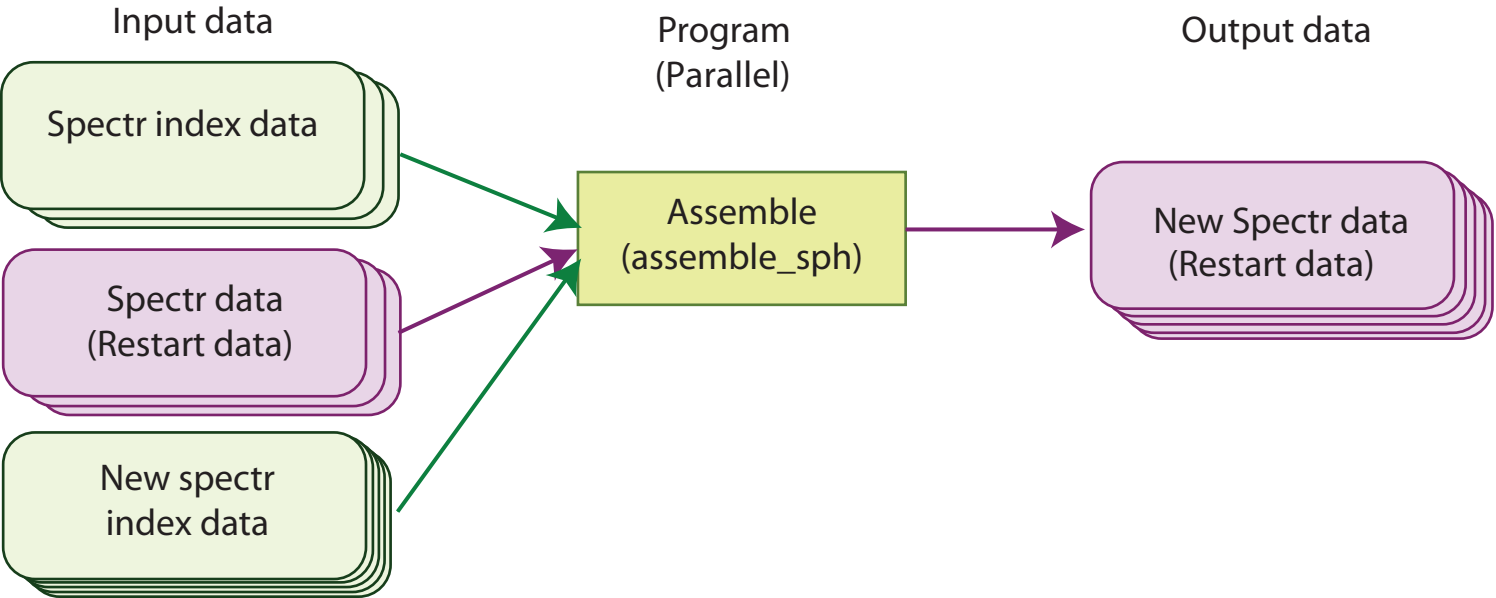 Input data
Program
(Parallel)
Output data
Spectr index data
Spectr data
(Restart data)
New spectr
index data
Assemble
(assemble_sph)
New Spectr data
(Restart data)